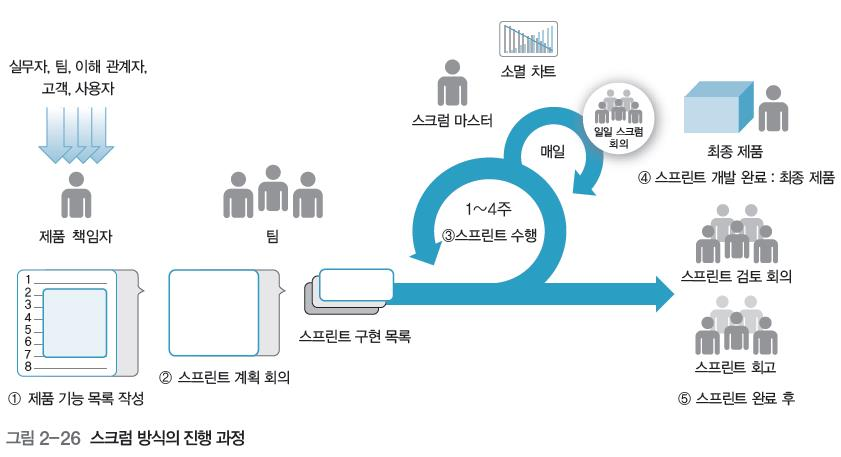 실무자, 팀, 이해 관계자,
고객, 사용자
제품 책임자
1
2
3
4
5
6
7
8
① 제품 기능 목록 작성
팀
② 스프린트 계획 회의
스프린트 구현 목록
스크럼 마스터
소멸 차트
일일 스크럼
회의
매일
1~4주
③스프린트 수행
최종 제품
④ 스프린트 개발 완료 : 최종 제품
스프린트 검토 회의
스프린트 회고
⑤ 스프린트 완료 후
그림 2-26 스크럼 방식의 진행 과정